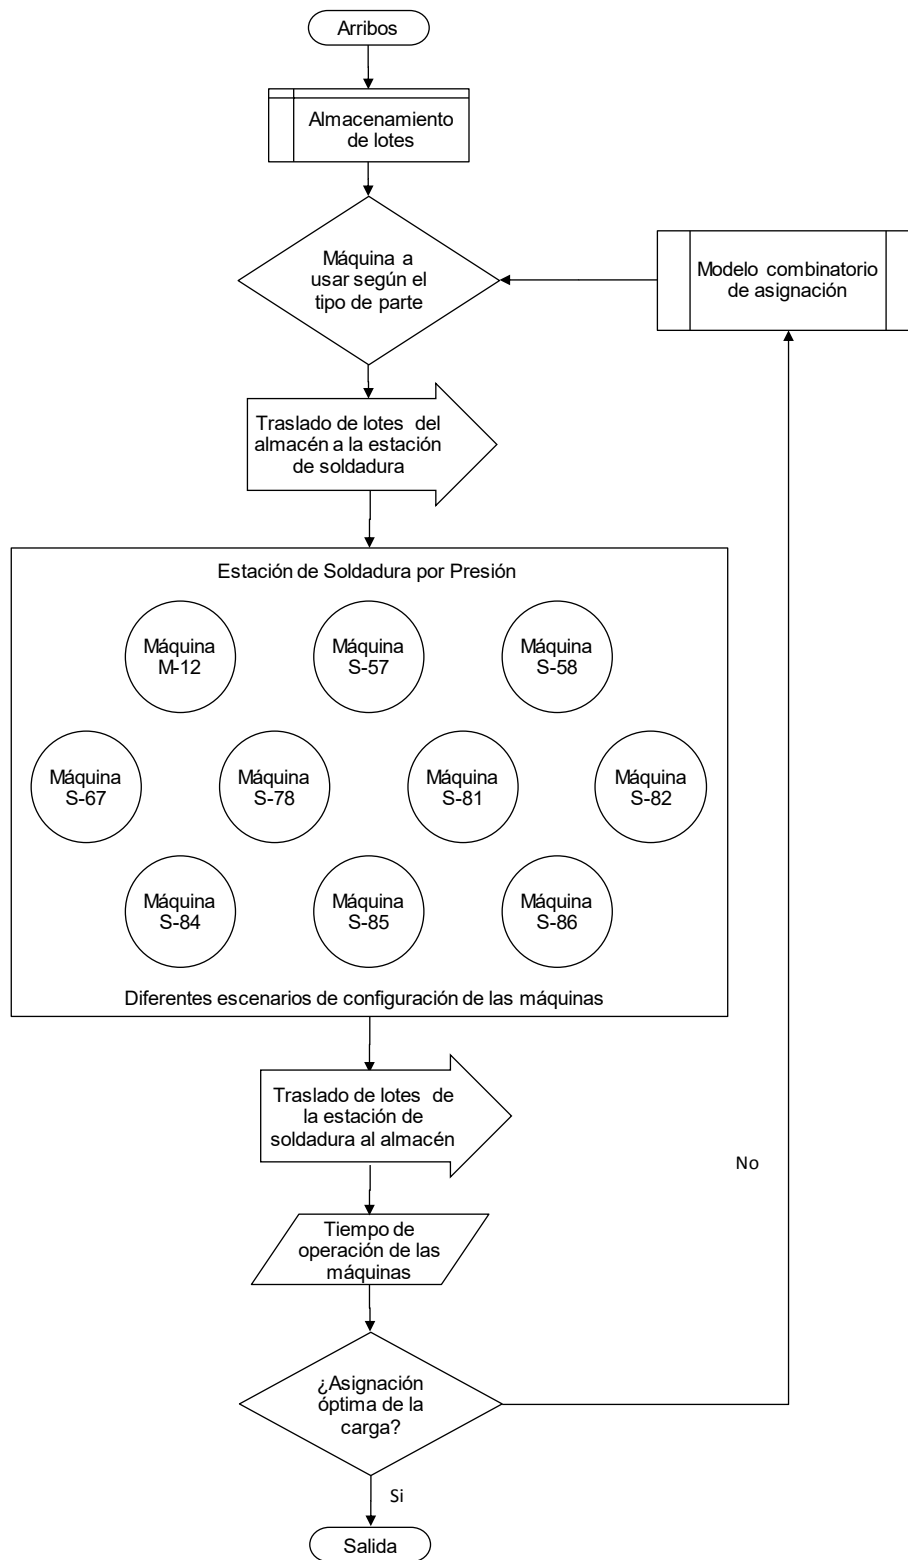 Arribos
Almacenamiento
de lotes
Máquina a
usar según el
tipo de parte
Modelo combinatorio
de asignación
Traslado de lotes del
almacén a la estación
de soldadura
Estación de Soldadura por Presión
Máquina
M-12
Máquina
S-57
Máquina
S-58
Máquina
S-67
Máquina
S-78
Máquina
S-81
Máquina
S-82
Máquina
S-84
Máquina
S-85
Máquina
S-86
Diferentes escenarios de configuración de las máquinas
Traslado de lotes de
la estación de
soldadura al almacén
No
Tiempo de
operación de las
máquinas
¿Asignación
óptima de la
carga?
Si
Salida